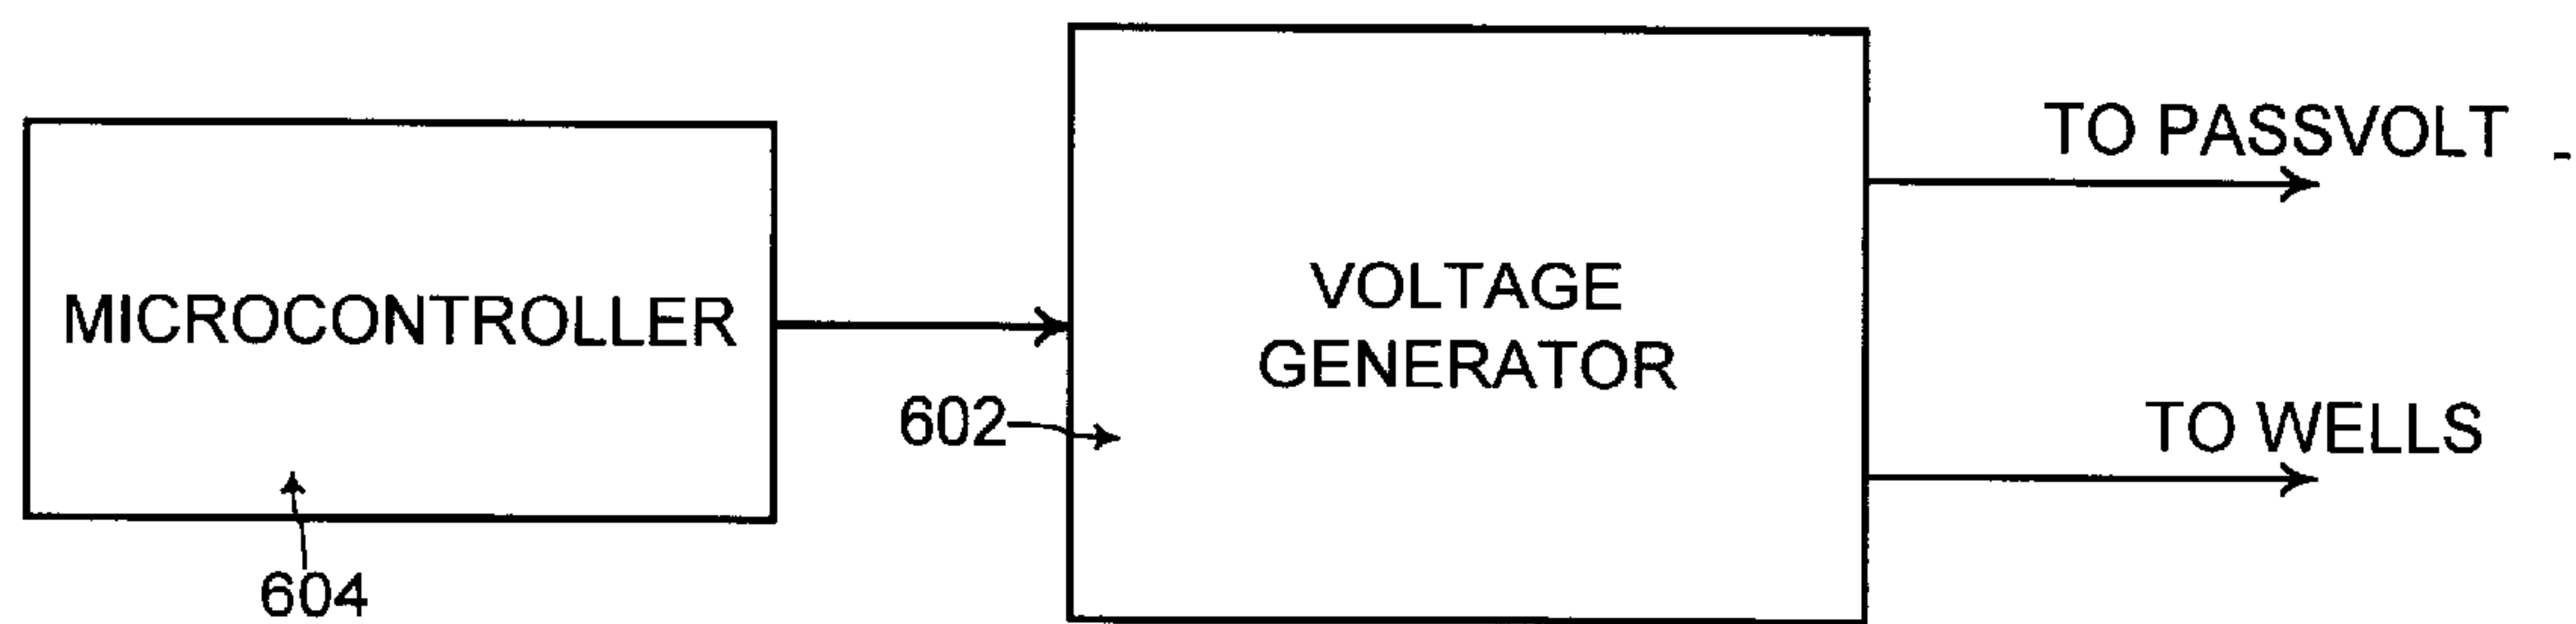 MICROCONTROLLER
604
VOLTAGE
GENERATOR
602
TO PASSVOLT -
TO WELLS